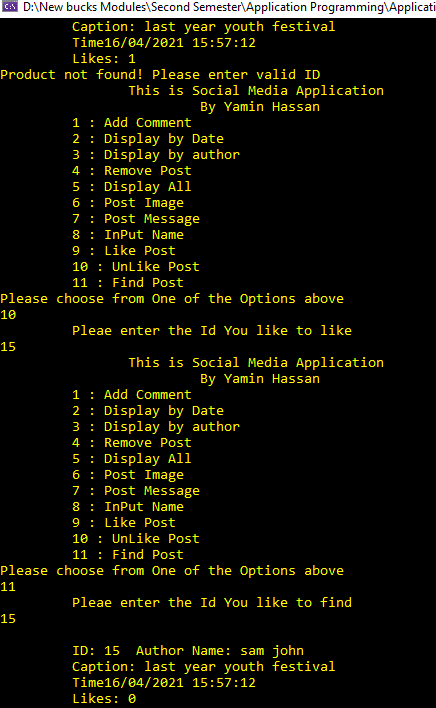 D:\New bucks Modules\Second Semester\Application Programming\Applicati
Caption: last year youth festival
Time16/04/2021 15:57:12
Likes: 1
Product not found! Please enter valid ID
This is Social Media Application
By Yamin Hassan
1 : Add Comment
2 : Display by Date
3 : Display by author
4 : Remove Post
5 : Display All
6 : Post Image
7 : Post Message
8 : InPut Name
9 : Like Post
10 : UnLike Post
11 : Find Post
Please choose from One of the Options above
10
Pleae enter the Id You like to like
15
This is Social Media Application
By Yamin Hassan
1 : Add Comment
2 : Display by Date
3 : Display by author
4 : Remove Post
5 : Display All
6 : Post Image
7 : Post Message
8 : InPut Name
9 : Like Post
10 : UnLike Post
11 : Find Post
Please choose from One of the Options above
11
Pleae enter the Id You like to find
15
ID: 15  Author Name: sam john
Caption: last year youth festival
Time16/04/2021 15:57:12
Likes: 0